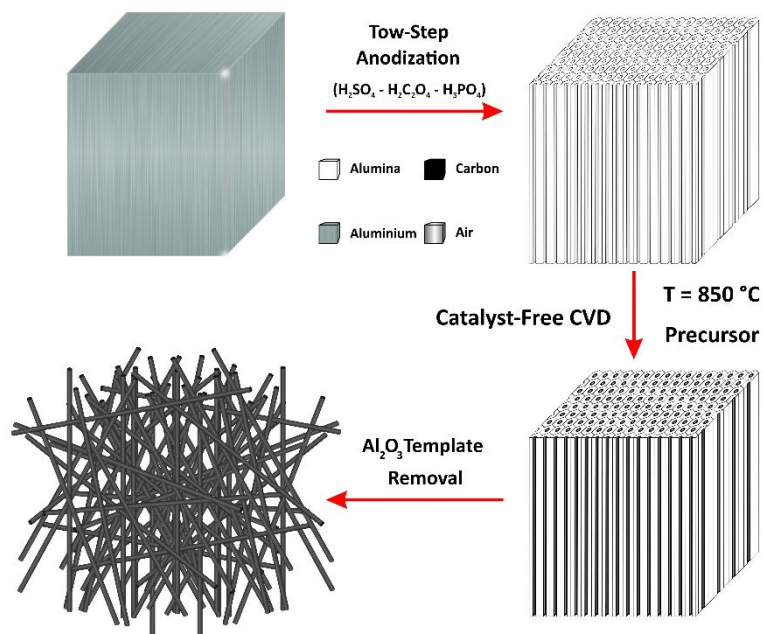 Tow-Step
Anodization
(H₂SO₄ - H₂C₂O₄ - H₃PO₄)
Alumina
Carbon
Aluminium
Air
Catalyst-Free CVD
T = 850 °C
Precursor
Al₂O₃ Template
Removal